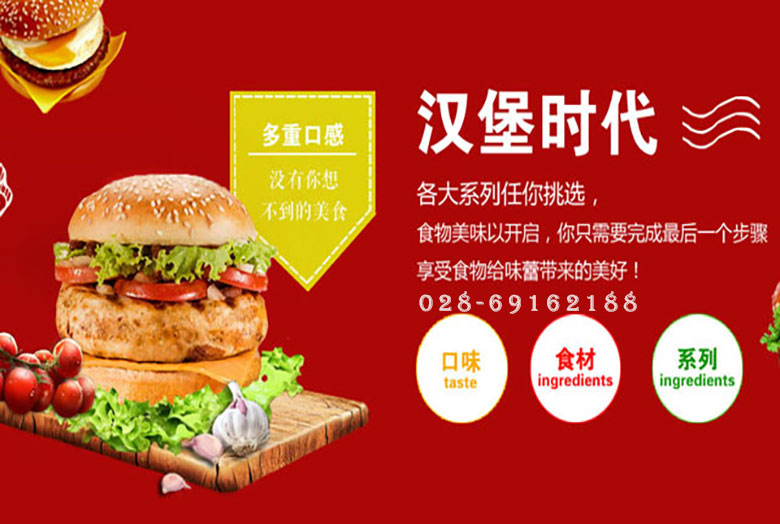 汉堡时代
多重口感
没有你想
不到的美食
各大系列任你挑选，
食物美味以开启，你只需要完成最后一个步骤
享受食物给味蕾带来的美好！
028-69162188
口味
taste
食材
ingredients
系列
ingredients